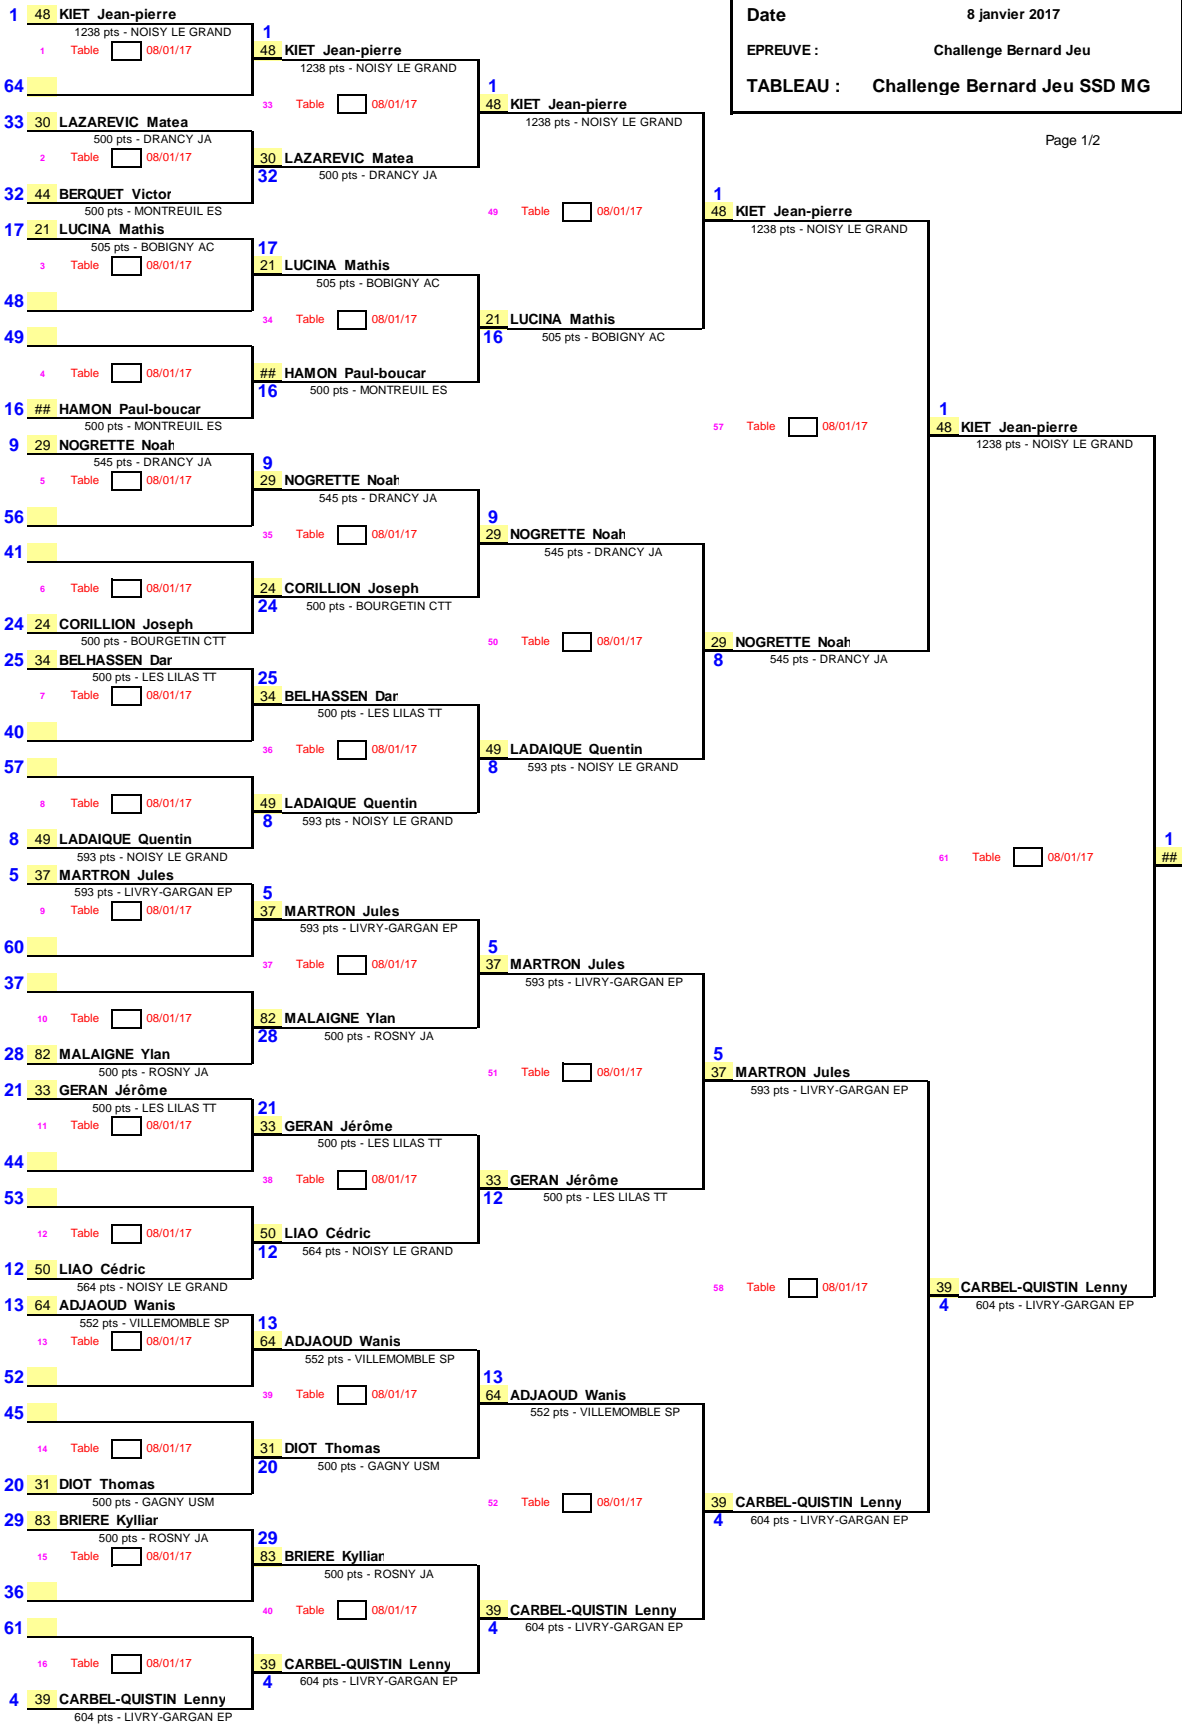 Date 8 janvier 2017
EPREUVE : Challenge Bernard Jeu
TABLEAU : Challenge Bernard Jeu SSD MG
Page 1/2
1 48 KIET Jean-pierre
1238 pts - NOISY LE GRAND
1 Table 08/01/17
64
33 30 LAZAREVIC Matea
500 pts - DRANCY JA
2 Table 08/01/17
32 44 BERQUET Victor
500 pts - MONTREUIL ES
17 21 LUCINA Mathis
505 pts - BOBIGNY AC
3 Table 08/01/17
48
49
4 Table 08/01/17
16 ## HAMON Paul-boucar
500 pts - MONTREUIL ES
9 29 NOGRETTE Noah
545 pts - DRANCY JA
5 Table 08/01/17
56
41
6 Table 08/01/17
24 24 CORILLION Joseph
500 pts - BOURGETIN CTT
25 34 BELHASSEN Dar
500 pts - LES LILAS TT
7 Table 08/01/17
40
57
8 Table 08/01/17
8 49 LADAIQUE Quentin
593 pts - NOISY LE GRAND
5 37 MARTRON Jules
593 pts - LIVRY-GARGAN EP
9 Table 08/01/17
60
37
10 Table 08/01/17
28 82 MALAIGNE Ylan
500 pts - ROSNY JA
21 33 GERAN Jérôme
500 pts - LES LILAS TT
11 Table 08/01/17
44
53
12 Table 08/01/17
12 50 LIAO Cédric
564 pts - NOISY LE GRAND
13 64 ADJAOUD Wanis
552 pts - VILLEMOMBLE SP
13 Table 08/01/17
52
45
14 Table 08/01/17
20 31 DIOT Thomas
500 pts - GAGNY USM
29 83 BRIERE Kylliar
500 pts - ROSNY JA
15 Table 08/01/17
36
61
16 Table 08/01/17
4 39 CARBEL-QUISTIN Lenny
604 pts - LIVRY-GARGAN EP
1
48 KIET Jean-pierre
1238 pts - NOISY LE GRAND
33 Table 08/01/17
30 LAZAREVIC Matea
32 500 pts - DRANCY JA
17
21 LUCINA Mathis
505 pts - BOBIGNY AC
34 Table 08/01/17
## HAMON Paul-boucar
16 500 pts - MONTREUIL ES
9
29 NOGRETTE Noah
545 pts - DRANCY JA
35 Table 08/01/17
24 CORILLION Joseph
24 500 pts - BOURGETIN CTT
25
34 BELHASSEN Dar
500 pts - LES LILAS TT
36 Table 08/01/17
49 LADAIQUE Quentin
8 593 pts - NOISY LE GRAND
5
37 MARTRON Jules
593 pts - LIVRY-GARGAN EP
37 Table 08/01/17
82 MALAIGNE Ylan
28 500 pts - ROSNY JA
21
33 GERAN Jérôme
500 pts - LES LILAS TT
38 Table 08/01/17
50 LIAO Cédric
12 564 pts - NOISY LE GRAND
13
64 ADJAOUD Wanis
552 pts - VILLEMOMBLE SP
39 Table 08/01/17
31 DIOT Thomas
20 500 pts - GAGNY USM
29
83 BRIERE Kyllian
500 pts - ROSNY JA
40 Table 08/01/17
39 CARBEL-QUISTIN Lenny
4 604 pts - LIVRY-GARGAN EP
1
48 KIET Jean-pierre
1238 pts - NOISY LE GRAND
49 Table 08/01/17
21 LUCINA Mathis
16 505 pts - BOBIGNY AC
9
29 NOGRETTE Noah
545 pts - DRANCY JA
50 Table 08/01/17
49 LADAIQUE Quentin
8 593 pts - NOISY LE GRAND
5
37 MARTRON Jules
593 pts - LIVRY-GARGAN EP
51 Table 08/01/17
33 GERAN Jérôme
12 500 pts - LES LILAS TT
13
64 ADJAOUD Wanis
552 pts - VILLEMOMBLE SP
52 Table 08/01/17
39 CARBEL-QUISTIN Lenny
4 604 pts - LIVRY-GARGAN EP
1
48 KIET Jean-pierre
1238 pts - NOISY LE GRAND
57 Table 08/01/17
29 NOGRETTE Noah
8 545 pts - DRANCY JA
5
37 MARTRON Jules
593 pts - LIVRY-GARGAN EP
58 Table 08/01/17
39 CARBEL-QUISTIN Lenny
4 604 pts - LIVRY-GARGAN EP
1
48 KIET Jean-pierre
1238 pts - NOISY LE GRAND
61 Table 08/01/17
39 CARBEL-QUISTIN Lenny
4 604 pts - LIVRY-GARGAN EP
1
##